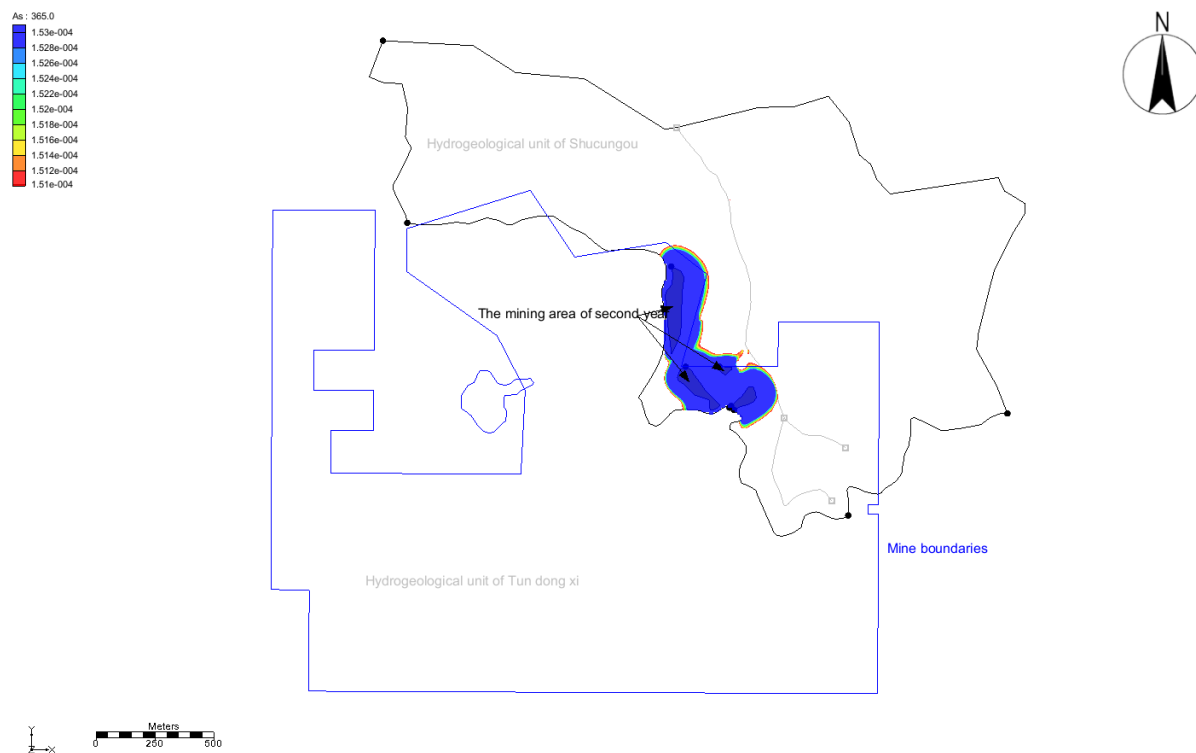 As : 365.0
1.53e-004
1.528e-004
1.526e-004
1.524e-004
1.522e-004
1.52e-004
1.518e-004
1.516e-004
1.514e-004
1.512e-004
1.51e-004
N
Hydrogeological unit of Shucungou
The mining area of second year
Mine boundaries
Hydrogeological unit of Tun dong xi
Y
Z
X
Meters
0 250 500